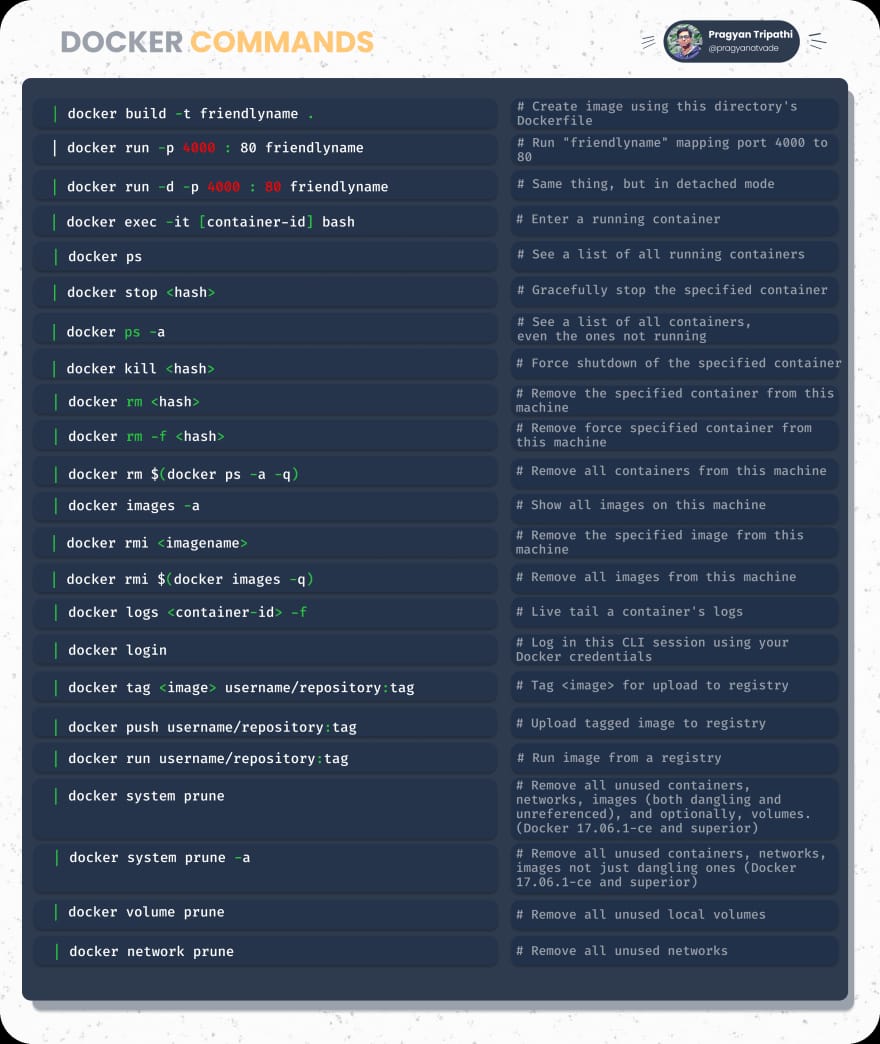 DOCKER COMMANDS
Pragyan Tripathi
@pragyanatvade
| docker build -t friendlyname .
# Create image using this directory's
Dockerfile
| docker run -p 4000 : 80 friendlyname
# Run "friendlyname" mapping port 4000 to
80
| docker run -d -p 4000 : 80 friendlyname
# Same thing, but in detached mode
| docker exec -it [container-id] bash
# Enter a running container
| docker ps
# See a list of all running containers
| docker stop <hash>
# Gracefully stop the specified container
| docker ps -a
# See a list of all containers,
even the ones not running
| docker kill <hash>
# Force shutdown of the specified container
| docker rm <hash>
# Remove the specified container from this
machine
| docker rm -f <hash>
# Remove force specified container from
this machine
| docker rm $(docker ps -a -q)
# Remove all containers from this machine
| docker images -a
# Show all images on this machine
| docker rmi <imagename>
# Remove the specified image from this
machine
| docker rmi $(docker images -q)
# Remove all images from this machine
| docker logs <container-id> -f
# Live tail a container's logs
| docker login
# Log in this CLI session using your
Docker credentials
| docker tag <image> username/repository:tag
# Tag <image> for upload to registry
| docker push username/repository:tag
# Upload tagged image to registry
| docker run username/repository:tag
# Run image from a registry
| docker system prune
# Remove all unused containers,
networks, images (both dangling and
unreferenced), and optionally, volumes.
(Docker 17.06.1-ce and superior)
| docker system prune -a
# Remove all unused containers, networks,
images not just dangling ones (Docker
17.06.1-ce and superior)
| docker volume prune
# Remove all unused local volumes
| docker network prune
# Remove all unused networks